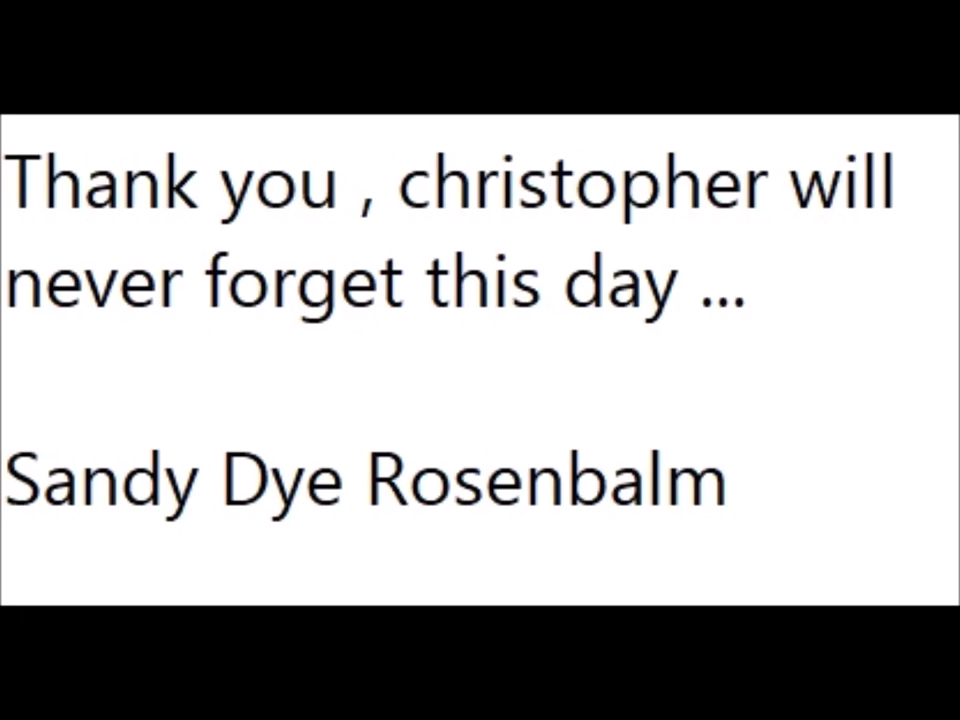 Thank you , christopher will
never forget this day ...
Sandy Dye Rosenbalm